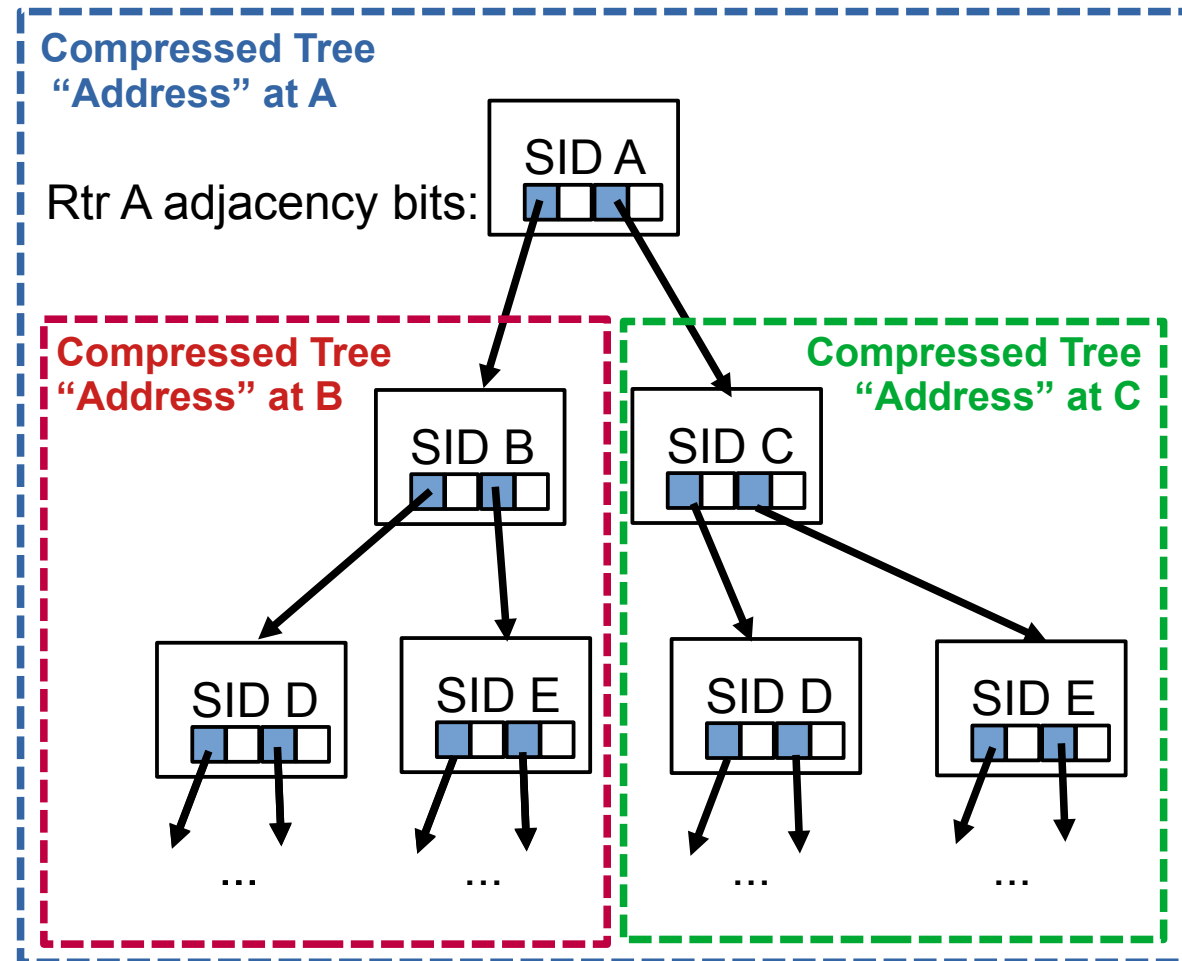 Compressed Tree
“Address” at A
SID A
Rtr A adjacency bits:
Compressed Tree
“Address” at B
Compressed Tree
“Address” at C
SID B
SID C
SID D
SID E
SID D
SID E
...
...
...
...